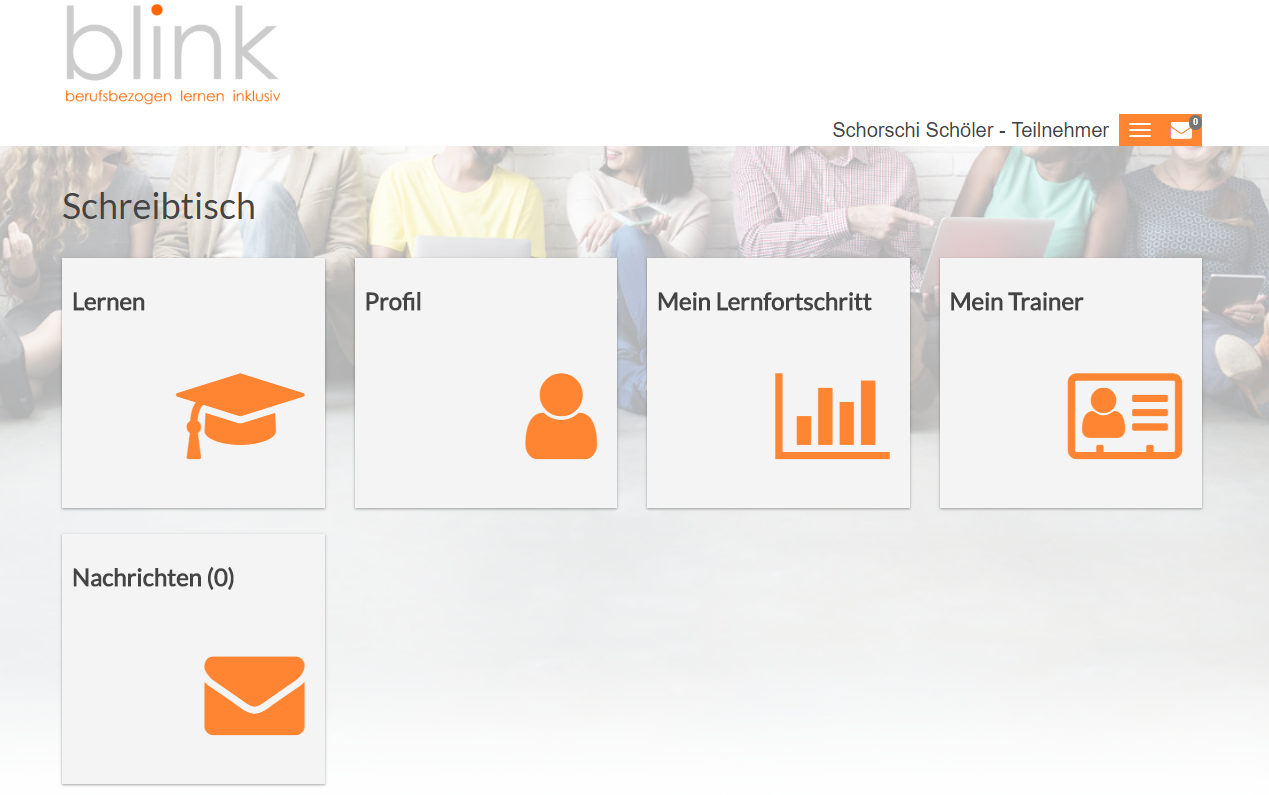 blink
berufsbezogen lernen inklusiv
Schorschi Schöler - Teilnehmer
0
Schreibtisch
Lernen
Profil
Mein Lernfortschritt
Mein Trainer
Nachrichten (0)